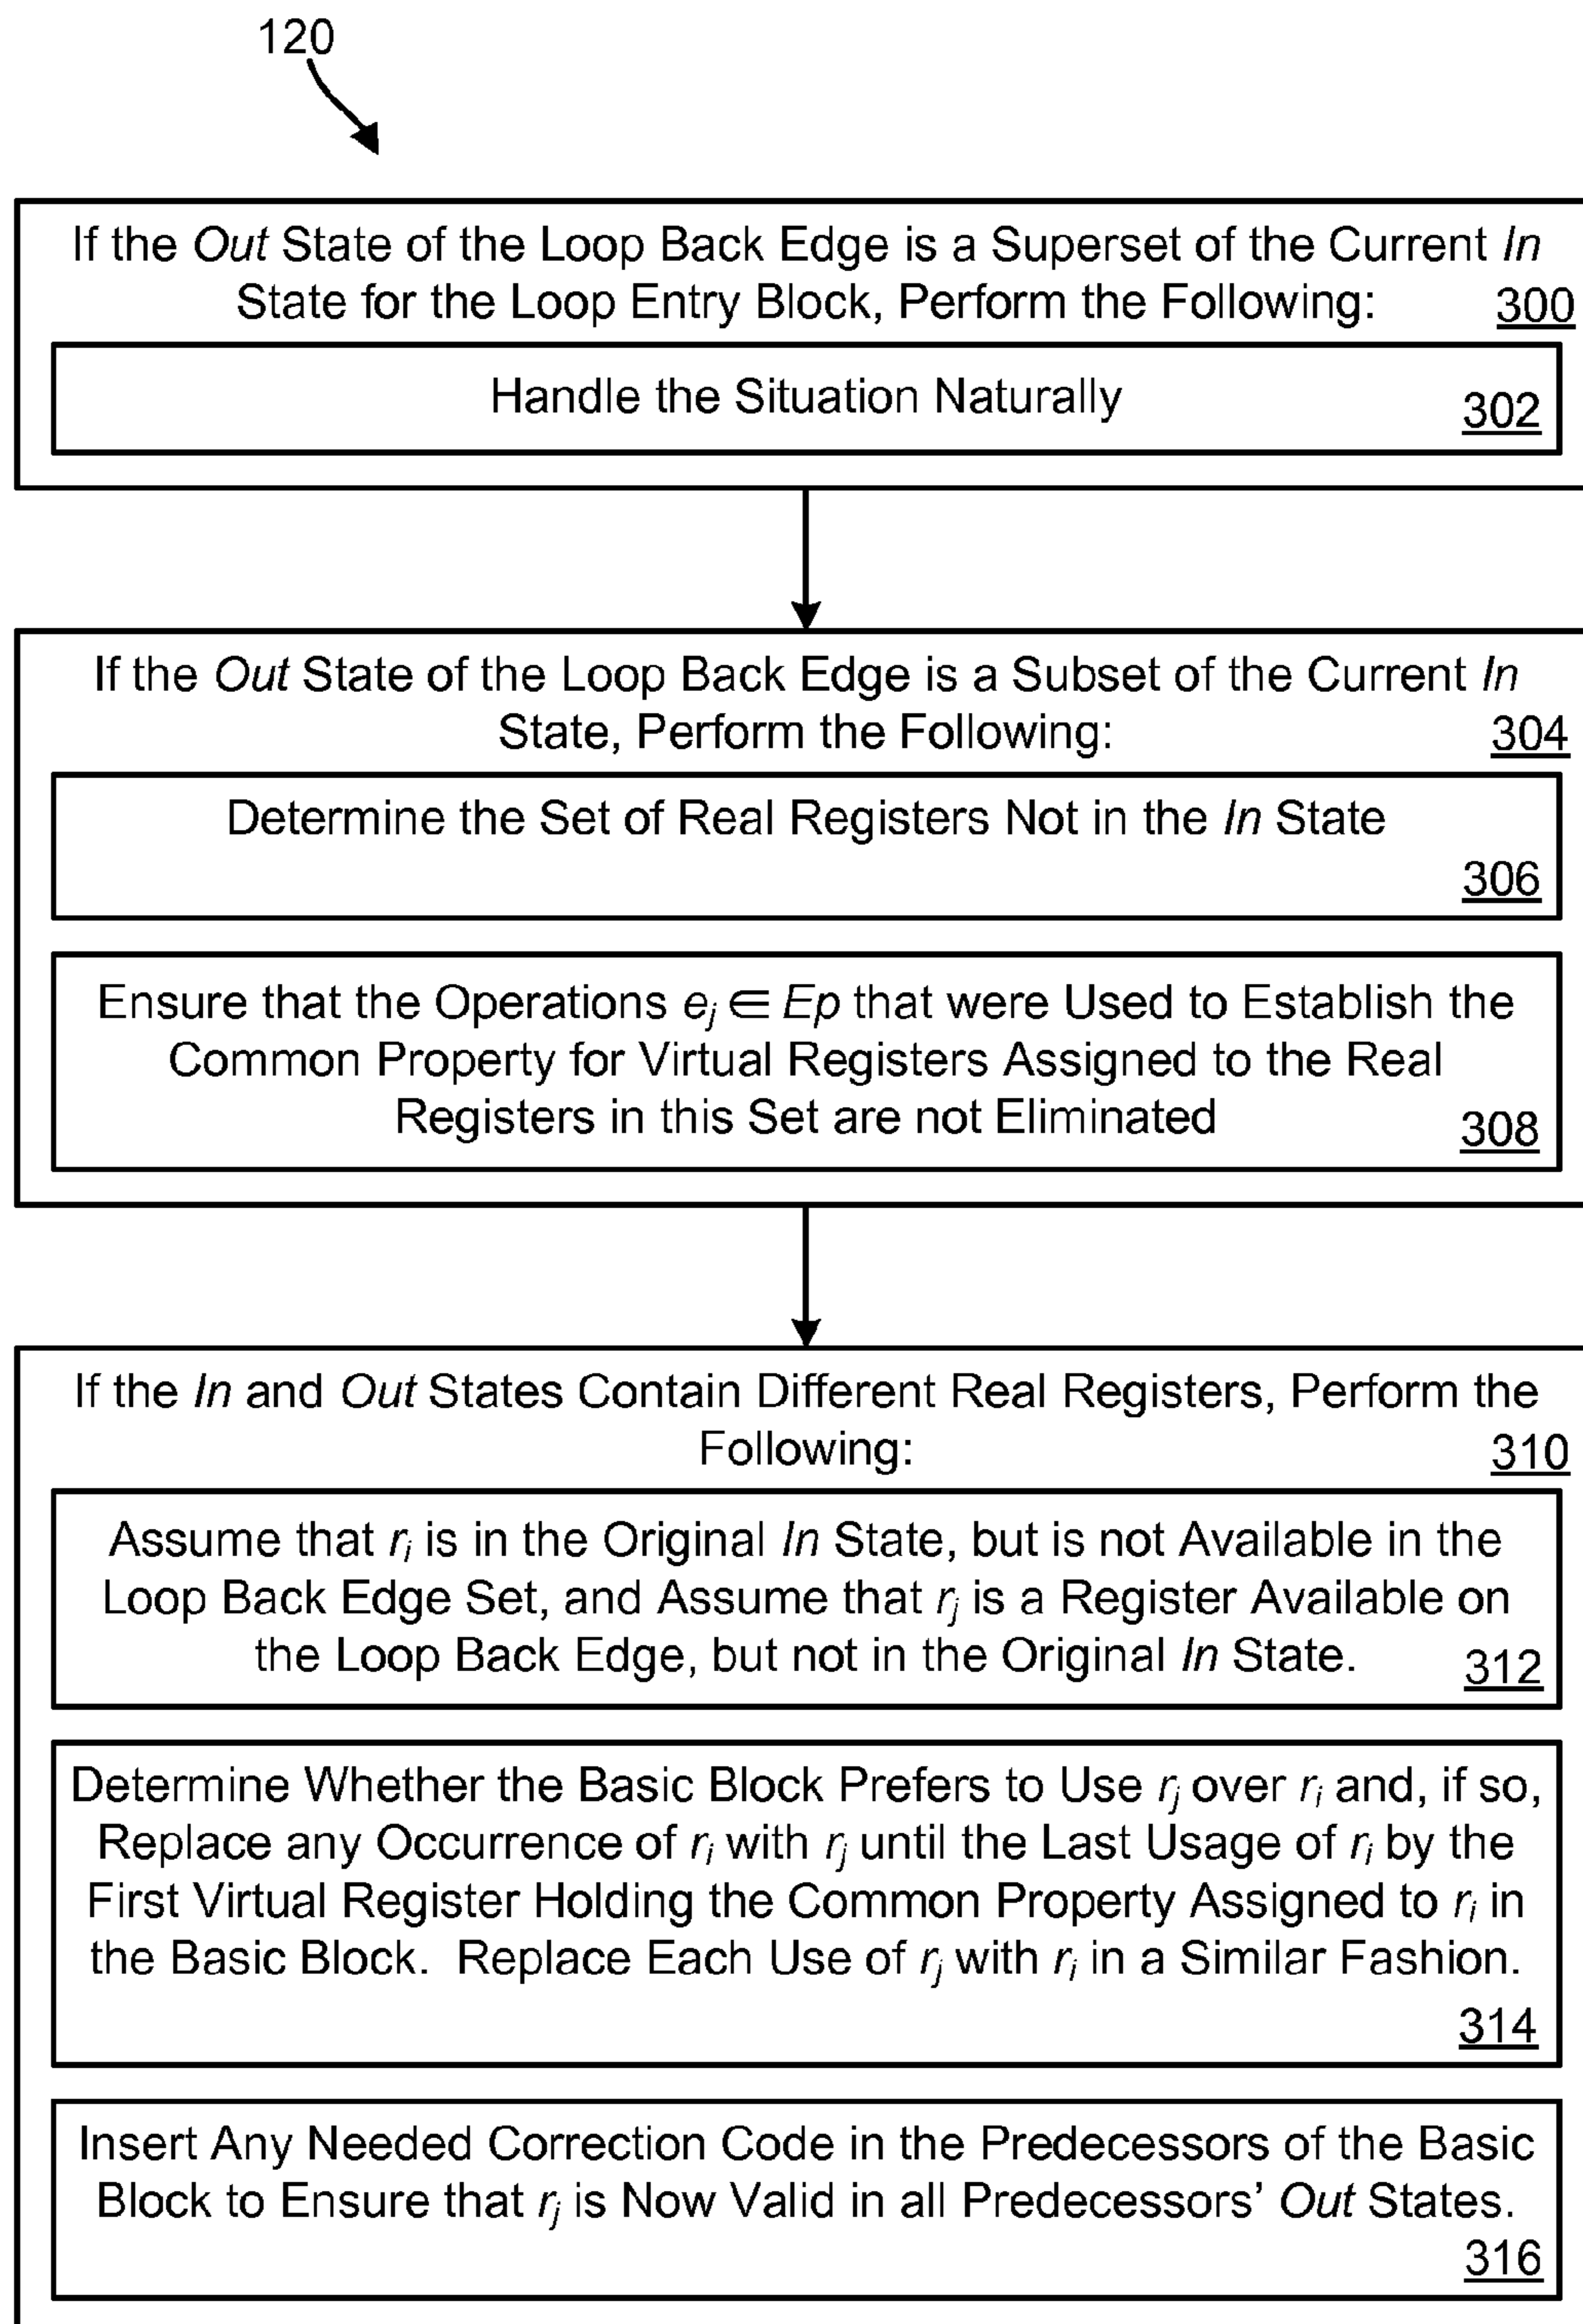 120
If the Out State of the Loop Back Edge is a Superset of the Current In
State for the Loop Entry Block, Perform the Following:
300
Handle the Situation Naturally
302
If the Out State of the Loop Back Edge is a Subset of the Current In
State, Perform the Following:
304
Determine the Set of Real Registers Not in the In State
306
Ensure that the Operations ej ∈ Ep that were Used to Establish the
Common Property for Virtual Registers Assigned to the Real
Registers in this Set are not Eliminated
308
If the In and Out States Contain Different Real Registers, Perform the
Following:
310
Assume that ri is in the Original In State, but is not Available in the
Loop Back Edge Set, and Assume that rj is a Register Available on
the Loop Back Edge, but not in the Original In State.
312
Determine Whether the Basic Block Prefers to Use rj over ri and, if so,
Replace any Occurrence of ri with rj until the Last Usage of ri by the
First Virtual Register Holding the Common Property Assigned to ri in
the Basic Block. Replace Each Use of rj with ri in a Similar Fashion.
314
Insert Any Needed Correction Code in the Predecessors of the Basic
Block to Ensure that rj is Now Valid in all Predecessors' Out States.
316